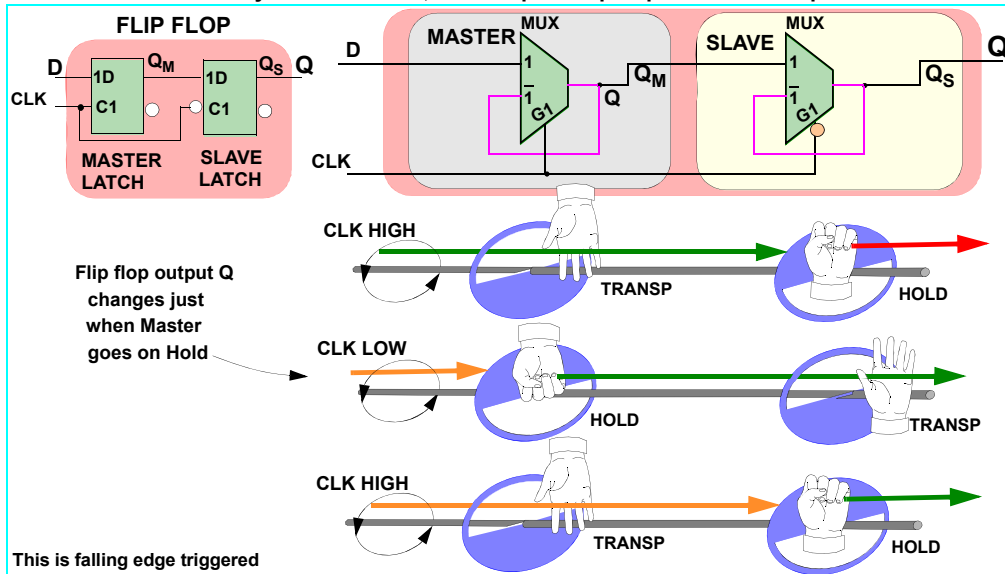 FLIP FLOP
D
1D
QM
1D
QS
Q
CLK
C1
C1
MASTER
LATCH
SLAVE
LATCH
MUX
MUX
MASTER
SLAVE
D
1
1
G1
Q
QM
1
1
G1
QS
Q
CLK
CLK HIGH
TRANSP
HOLD
Flip flop output Q
changes just
when Master
goes on Hold
CLK LOW
HOLD
TRANSP
CLK HIGH
TRANSP
HOLD
This is falling edge triggered